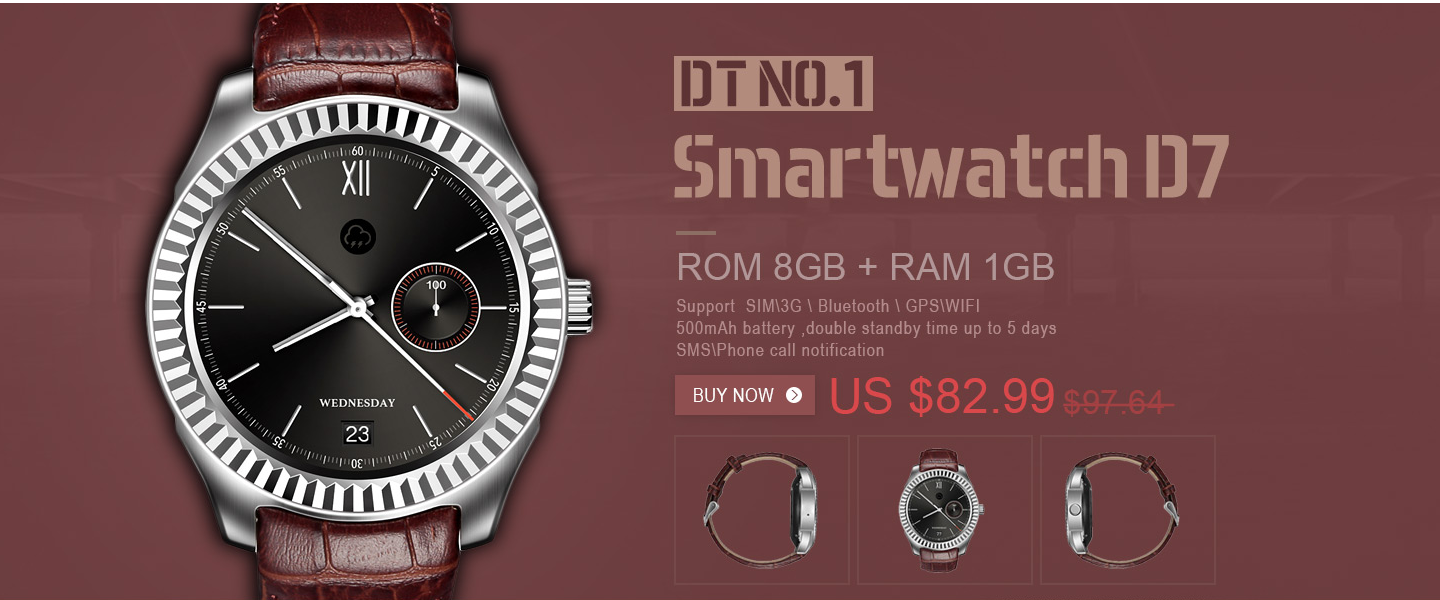 DT NO.1
Smartwatch D7
ROM 8GB + RAM 1GB
Support SIM\3G \ Bluetooth \ GPS\WIFI
500mAh battery ,double standby time up to 5 days
SMS\Phone call notification
BUY NOW
US $82.99 $97.64
60
55
5
XII
50
10
100
45
15
40
20
WEDNESDAY
23
35
25
30